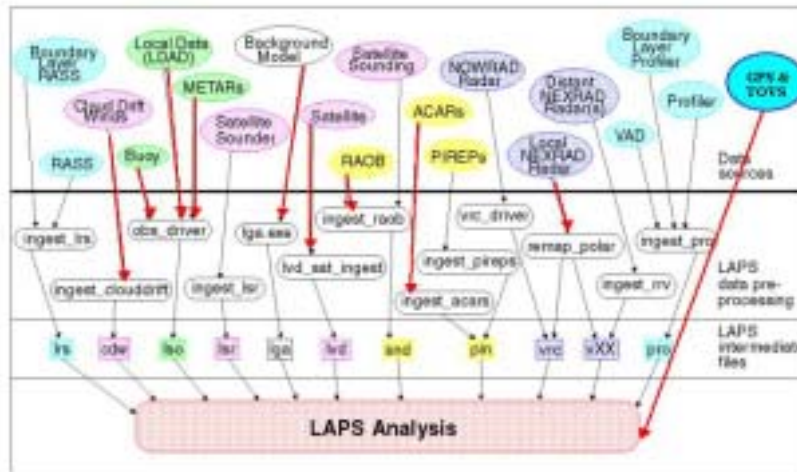 Boundary
Layer
RASS
Local Data
(LDAD)
Background
Model
Satellite
Sounding
NOWRAD
Radar
Distant
NEXRAD
Radar(s)
Boundary
Layer
Profiler
GPS &
METARs
Cloud Drift
Winds
Satellite
Sounder
Satellite
ACARs
Profiler
RASS
Buoy
RAOB
PIREPs
Local
NEXRAD
Radar
VAD
Data
sources
ingest_lrs
obs_driver
lga.exe
ingest_raob
vrc_driver
remap_polar
ingest_pro
ingest_clouddrift
ingest_lsr
lvd_sat_ingest
ingest_pireps
ingest_acars
ingest_rrv
LAPS
data pre-
processing
lrs
cdw
lso
lsr
lga
lvd
snd
pin
vrc
vXX
pro
LAPS
intermediate
files
LAPS Analysis